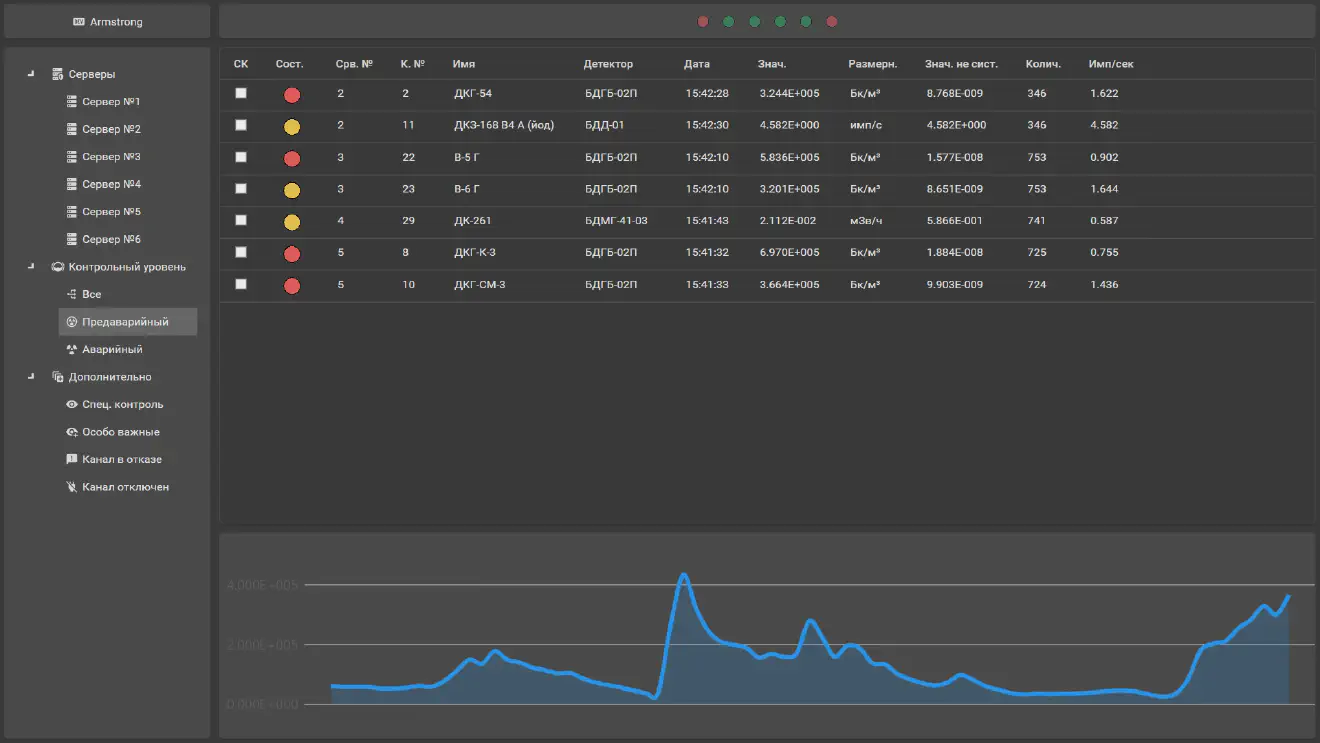 Armstrong
Серверы
Сервер №1
Сервер №2
Сервер №3
Сервер №4
Сервер №5
Сервер №6
Контрольный уровень
Все
Предаварийный
Аварийный
Дополнительно
Спец. контроль
Особо важные
Канал в отказе
Канал отключен
СК Сост. Срв. № К. № Имя Детектор Дата Знач. Размерн. Знач. не сист. Колич. Имп/сек
2 2 ДКГ-54 БДГБ-02П 15:42:28 3.244E+005 Бк/м³ 8.768E-009 346 1.622
2 11 ДКЗ-168 В4 А (йод) БДД-01 15:42:30 4.582E+000 имп/с 4.582E+000 346 4.582
3 22 В-5 Г БДГБ-02П 15:42:10 5.836E+005 Бк/м³ 1.577E-008 753 0.902
3 23 В-6 Г БДГБ-02П 15:42:10 3.201E+005 Бк/м³ 8.651E-009 753 1.644
4 29 ДК-261 БДМГ-41-03 15:41:43 2.112E-002 мЗв/ч 5.866E-001 741 0.587
5 8 ДКГ-К-3 БДГБ-02П 15:41:32 6.970E+005 Бк/м³ 1.884E-008 725 0.755
5 10 ДКГ-СМ-3 БДГБ-02П 15:41:33 3.664E+005 Бк/м³ 9.903E-009 724 1.436
4.000E+005
2.000E+005
0.000E+000